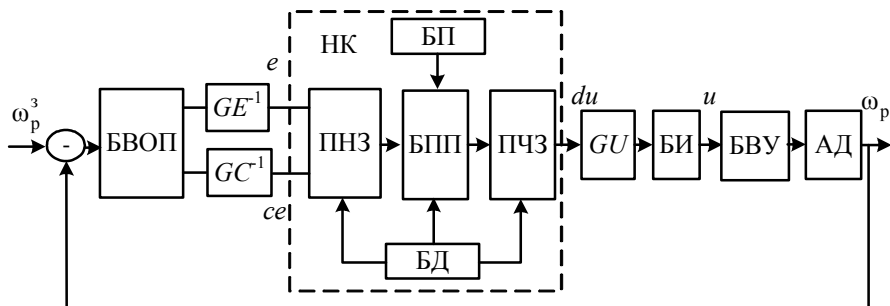 НК
БП
e
du
u
ω_р^з
ω_р
-
БВОП
GE⁻¹
GC⁻¹
ПНЗ
БПП
ПЧЗ
GU
БИ
БВУ
АД
ce
БД